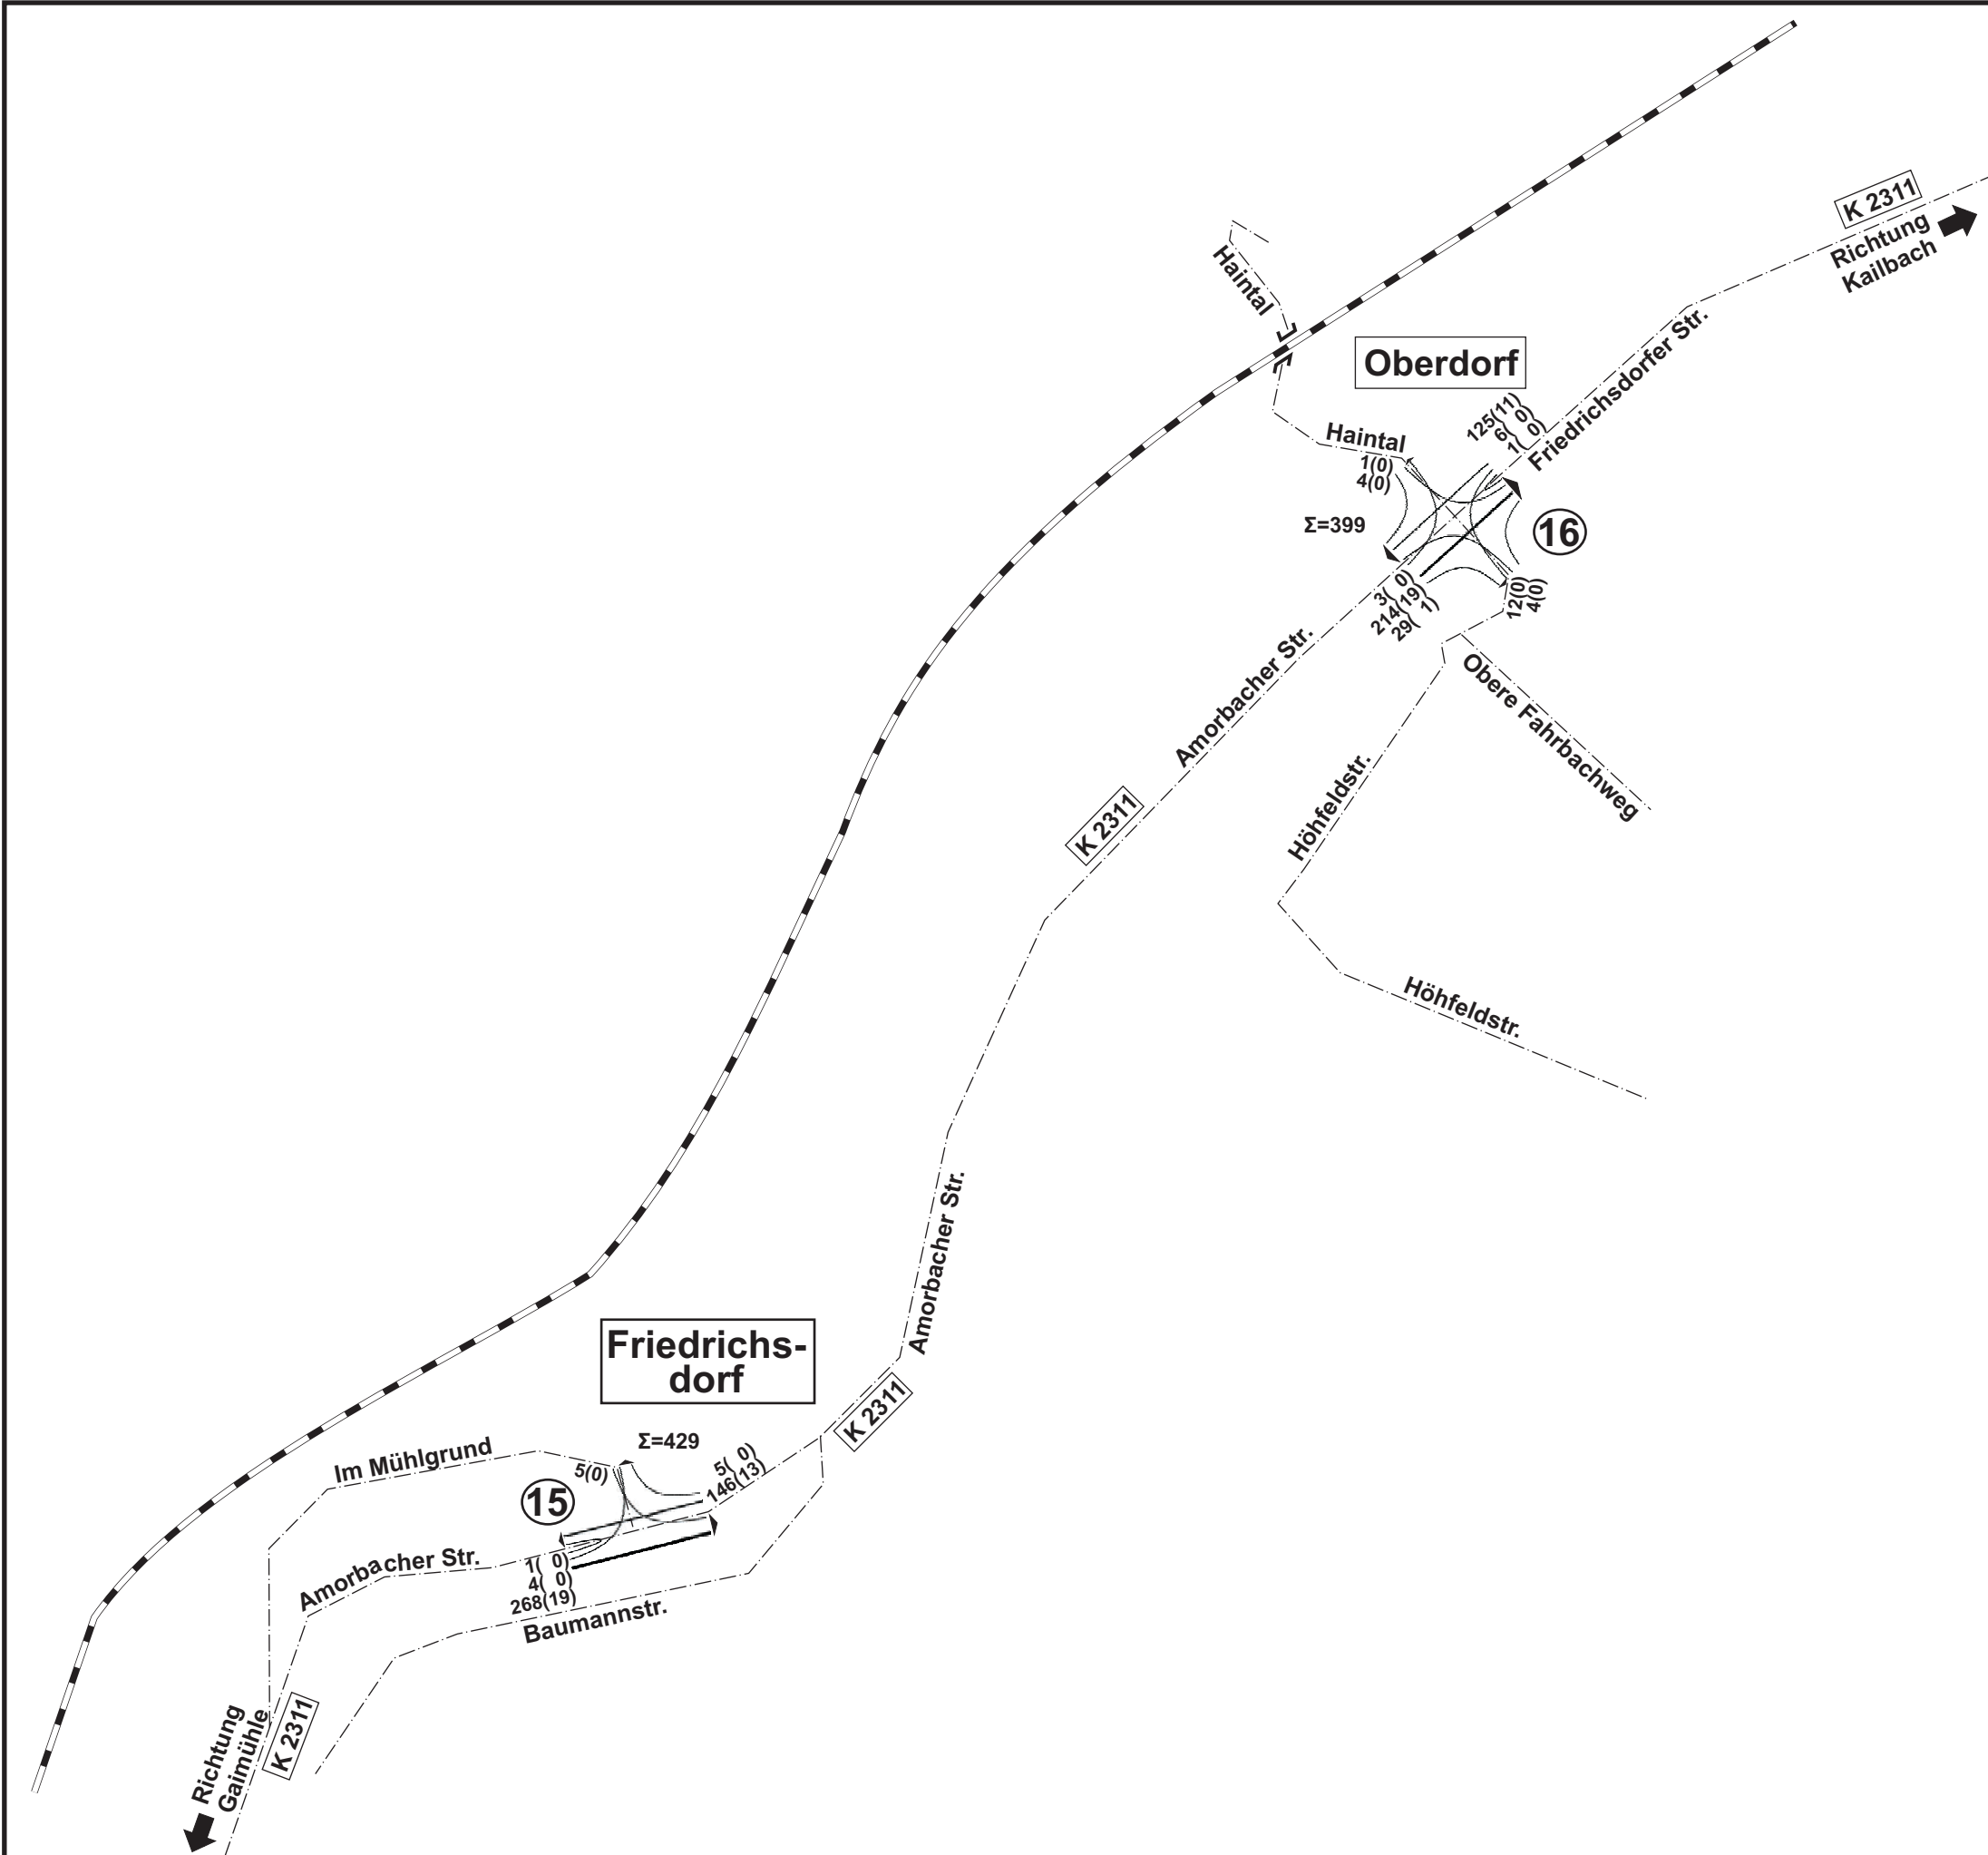 K 2311
Richtung
Kailbach
Haintal
Oberdorf
Friedrichsdorfer Str.
Haintal
125(11)
6( 0)
1( 0)
1(0)
4(0)
Σ=399
16
3( 0)
214(19)
29( 1)
12(0)
4(0)
Amorbacher Str.
Obere Fahrbachweg
Höhfeldstr.
K 2311
Höhfeldstr.
Amorbacher Str.
Friedrichs-
dorf
K 2311
Σ=429
Im Mühlgrund
5(0)
5( 0)
146(13)
15
Amorbacher Str.
1( 0)
4( 0)
268(19)
Baumannstr.
K 2311
Richtung
Gaimühle